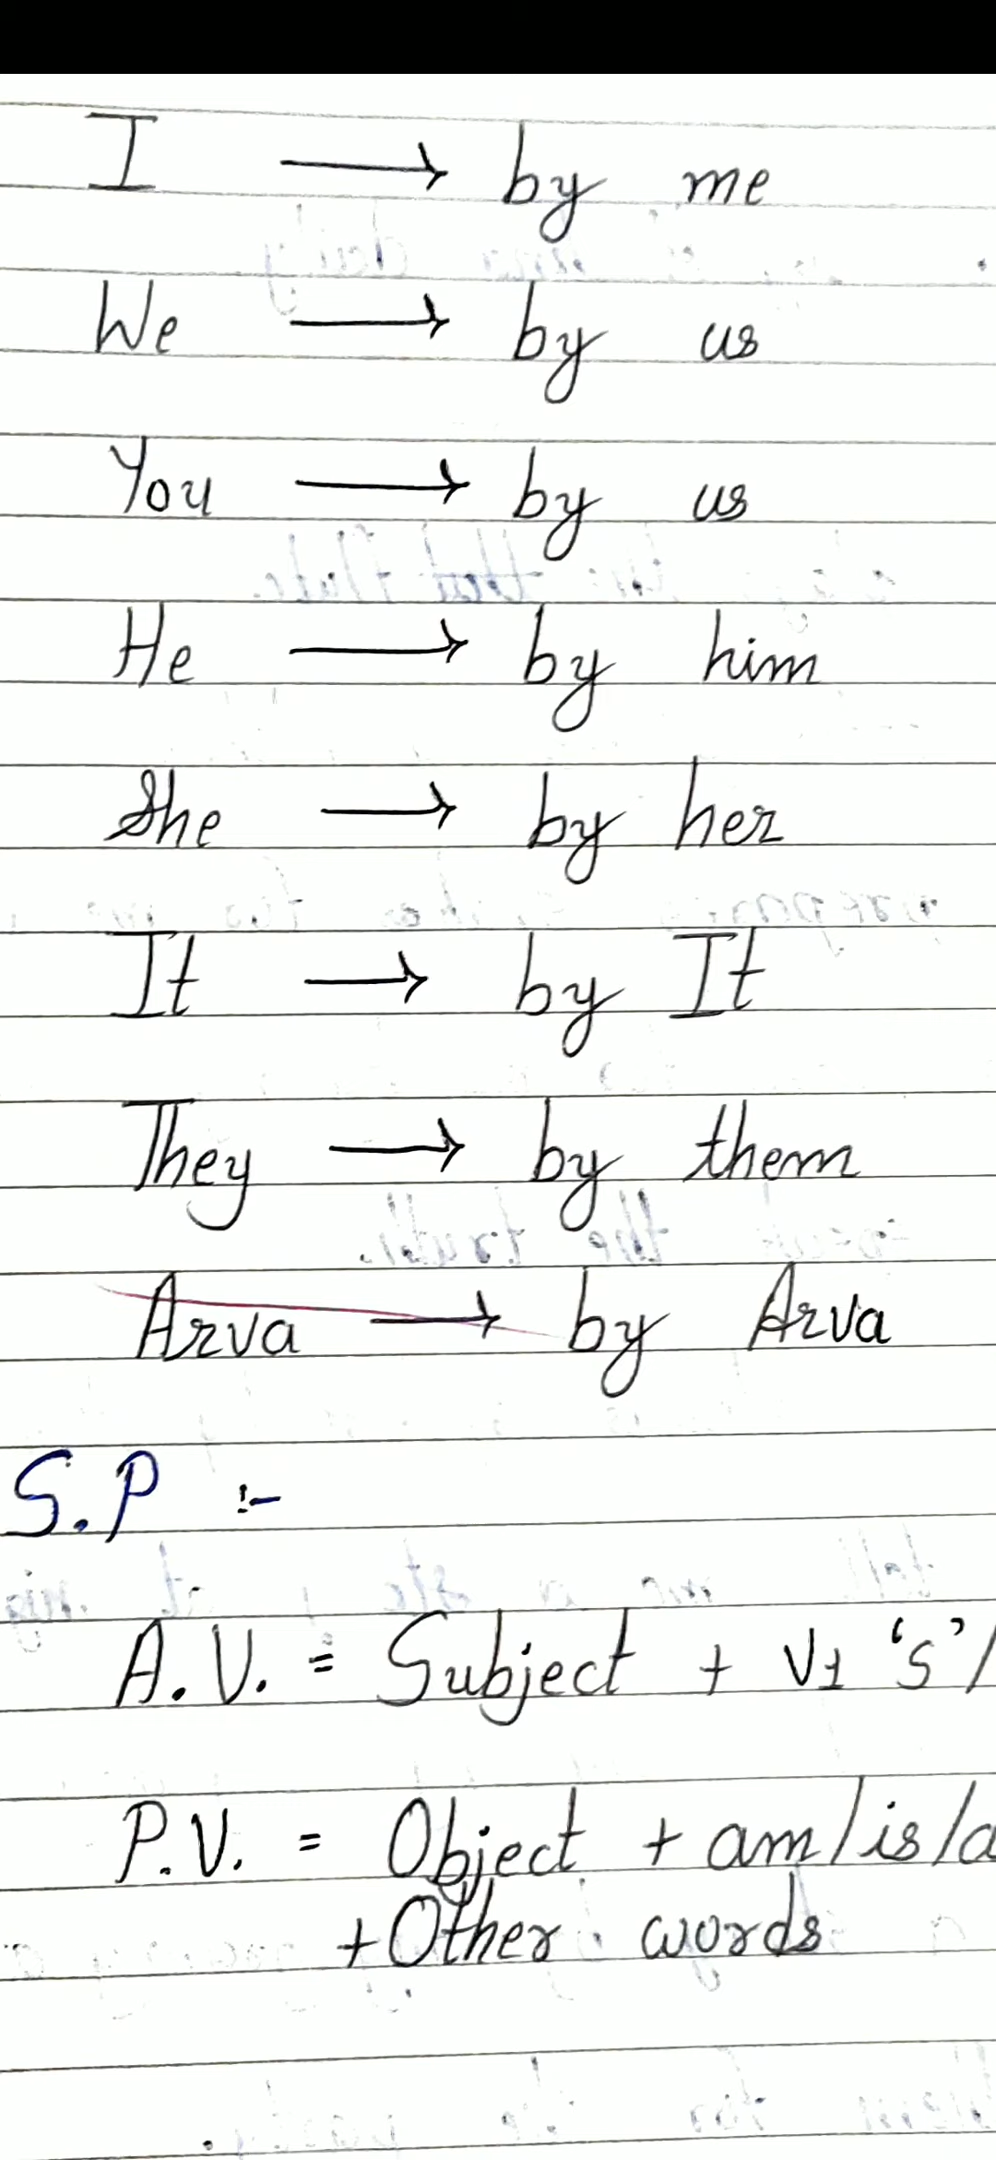 I → by me
We → by us
You → by us
He → by him
She → by her
It → by It
They → by them
Arva → by Arva
S.P :-
A.V. = Subject + V1 's'/
P.V. = Object + am/is/a
+Other words